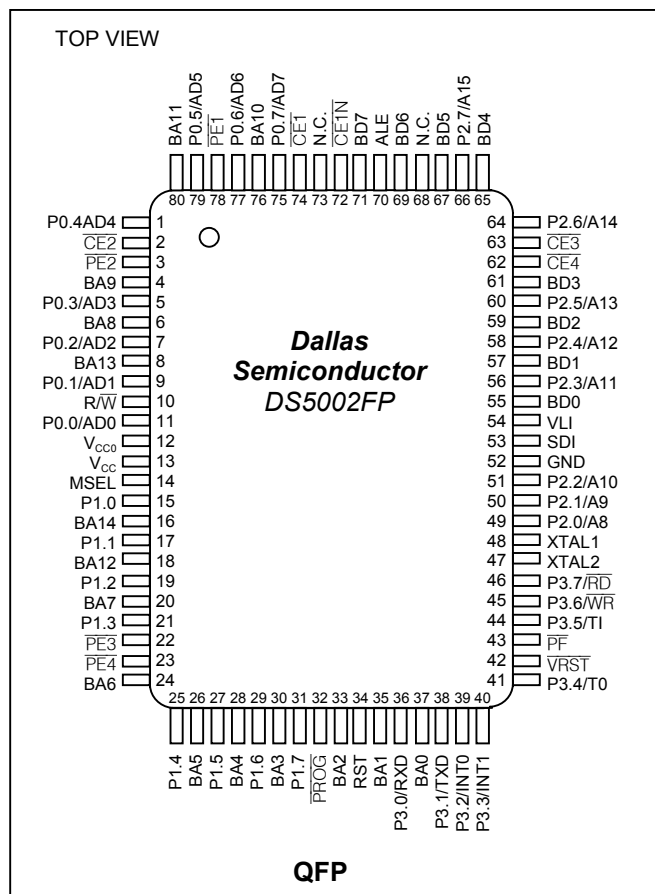 TOP VIEW
BA11
P0.5/AD5
PE1
P0.6/AD6
BA10
P0.7/AD7
CE1
N.C.
CE1N
BD7
ALE
BD6
N.C.
BD5
P2.7/A15
BD4
80 79 78 77 76 75 74 73 72 71 70 69 68 67 66 65
P0.4AD4 1
CE2 2
PE2 3
BA9 4
P0.3/AD3 5
BA8 6
P0.2/AD2 7
BA13 8
P0.1/AD1 9
R/W 10
P0.0/AD0 11
VCC0 12
VCC 13
MSEL 14
P1.0 15
BA14 16
P1.1 17
BA12 18
P1.2 19
BA7 20
P1.3 21
PE3 22
PE4 23
BA6 24
Dallas
Semiconductor
DS5002FP
64 P2.6/A14
63 CE3
62 CE4
61 BD3
60 P2.5/A13
59 BD2
58 P2.4/A12
57 BD1
56 P2.3/A11
55 BD0
54 VLI
53 SDI
52 GND
51 P2.2/A10
50 P2.1/A9
49 P2.0/A8
48 XTAL1
47 XTAL2
46 P3.7/RD
45 P3.6/WR
44 P3.5/TI
43 PF
42 VRST
41 P3.4/T0
25 26 27 28 29 30 31 32 33 34 35 36 37 38 39 40
P1.4
BA5
P1.5
BA4
P1.6
BA3
P1.7
PROG
BA2
RST
BA1
P3.0/RXD
BA0
P3.1/TXD
P3.2/INT0
P3.3/INT1
QFP